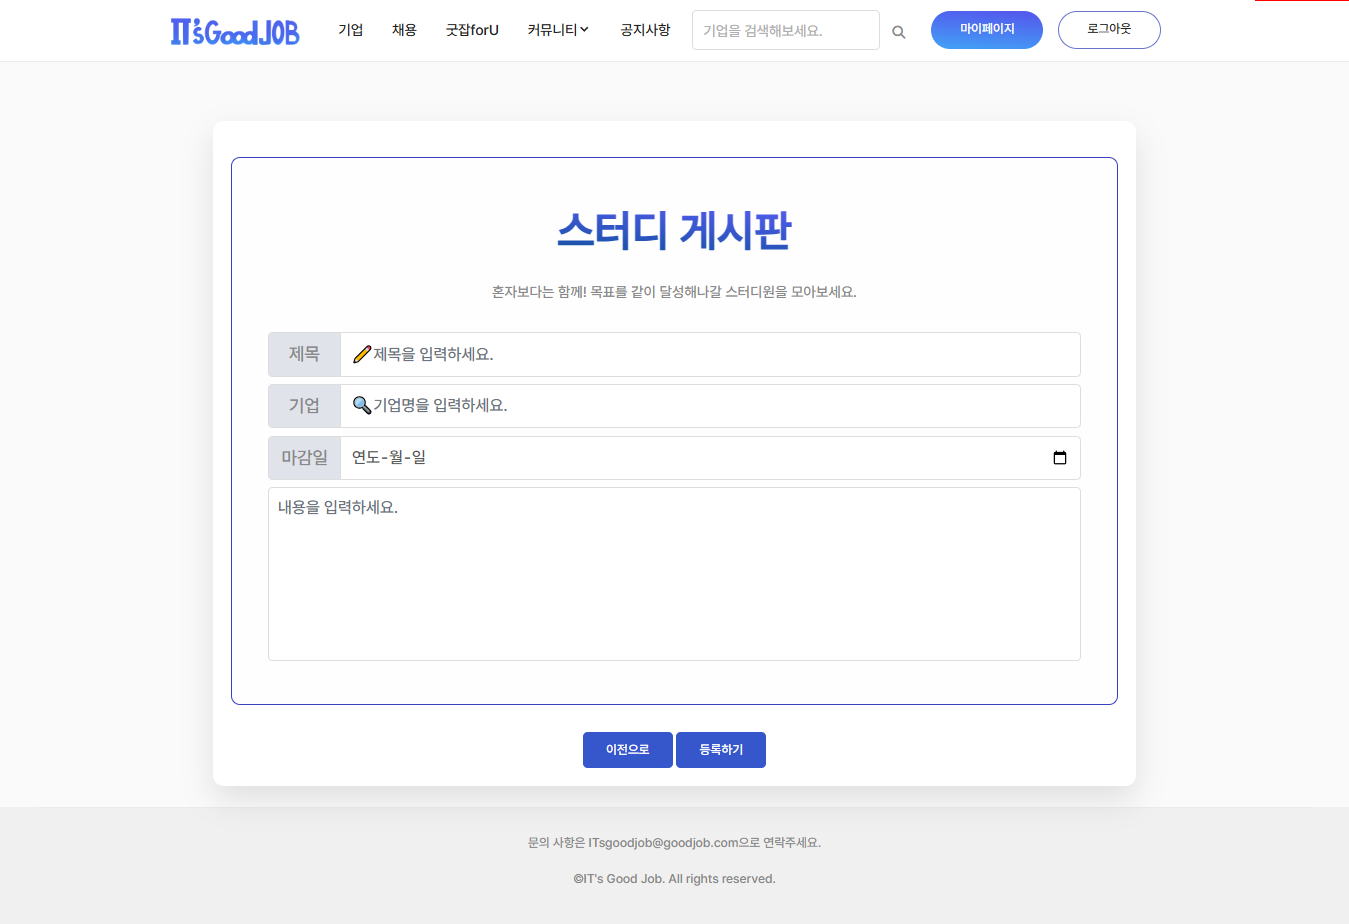 IT's Good JOB 기업 채용 굿잡forU 커뮤니티 공지사항 기업을 검색해보세요. 마이페이지 로그아웃
스터디 게시판
혼자보다는 함께! 목표를 같이 달성해나갈 스터디원을 모아보세요.
제목 ✏️제목을 입력하세요.
기업 🔍기업명을 입력하세요.
마감일 연도-월-일
내용을 입력하세요.
이전으로 등록하기
문의 사항은 ITsgoodjob@goodjob.com으로 연락주세요.
©IT's Good Job. All rights reserved.